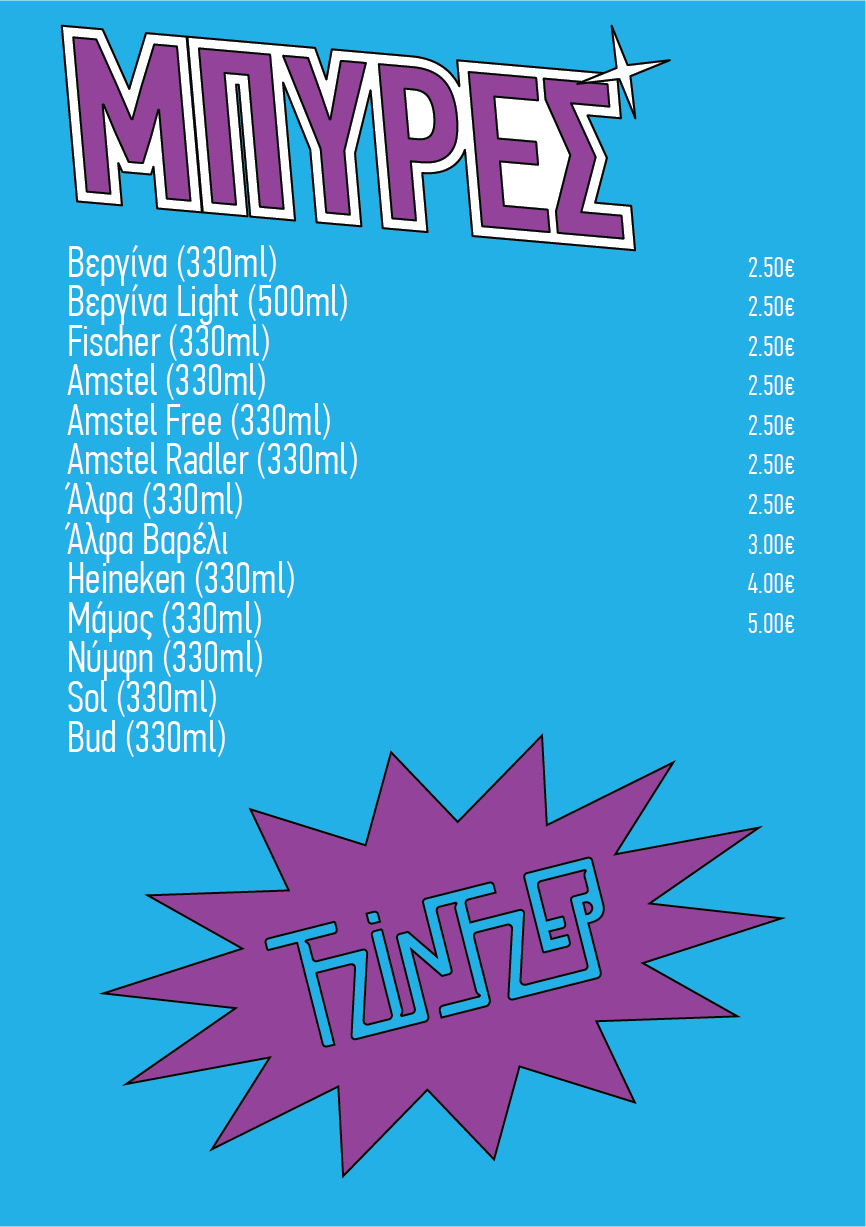 ΜΠΥΡΕΣ
Βεργίνα (330ml) 2.50€
Βεργίνα Light (500ml) 2.50€
Fischer (330ml) 2.50€
Amstel (330ml) 2.50€
Amstel Free (330ml) 2.50€
Amstel Radler (330ml) 2.50€
Άλφα (330ml) 2.50€
Άλφα Βαρέλι 3.00€
Heineken (330ml) 4.00€
Μάμος (330ml) 5.00€
Νύμφη (330ml)
Sol (330ml)
Bud (330ml)
Τζίντζερ